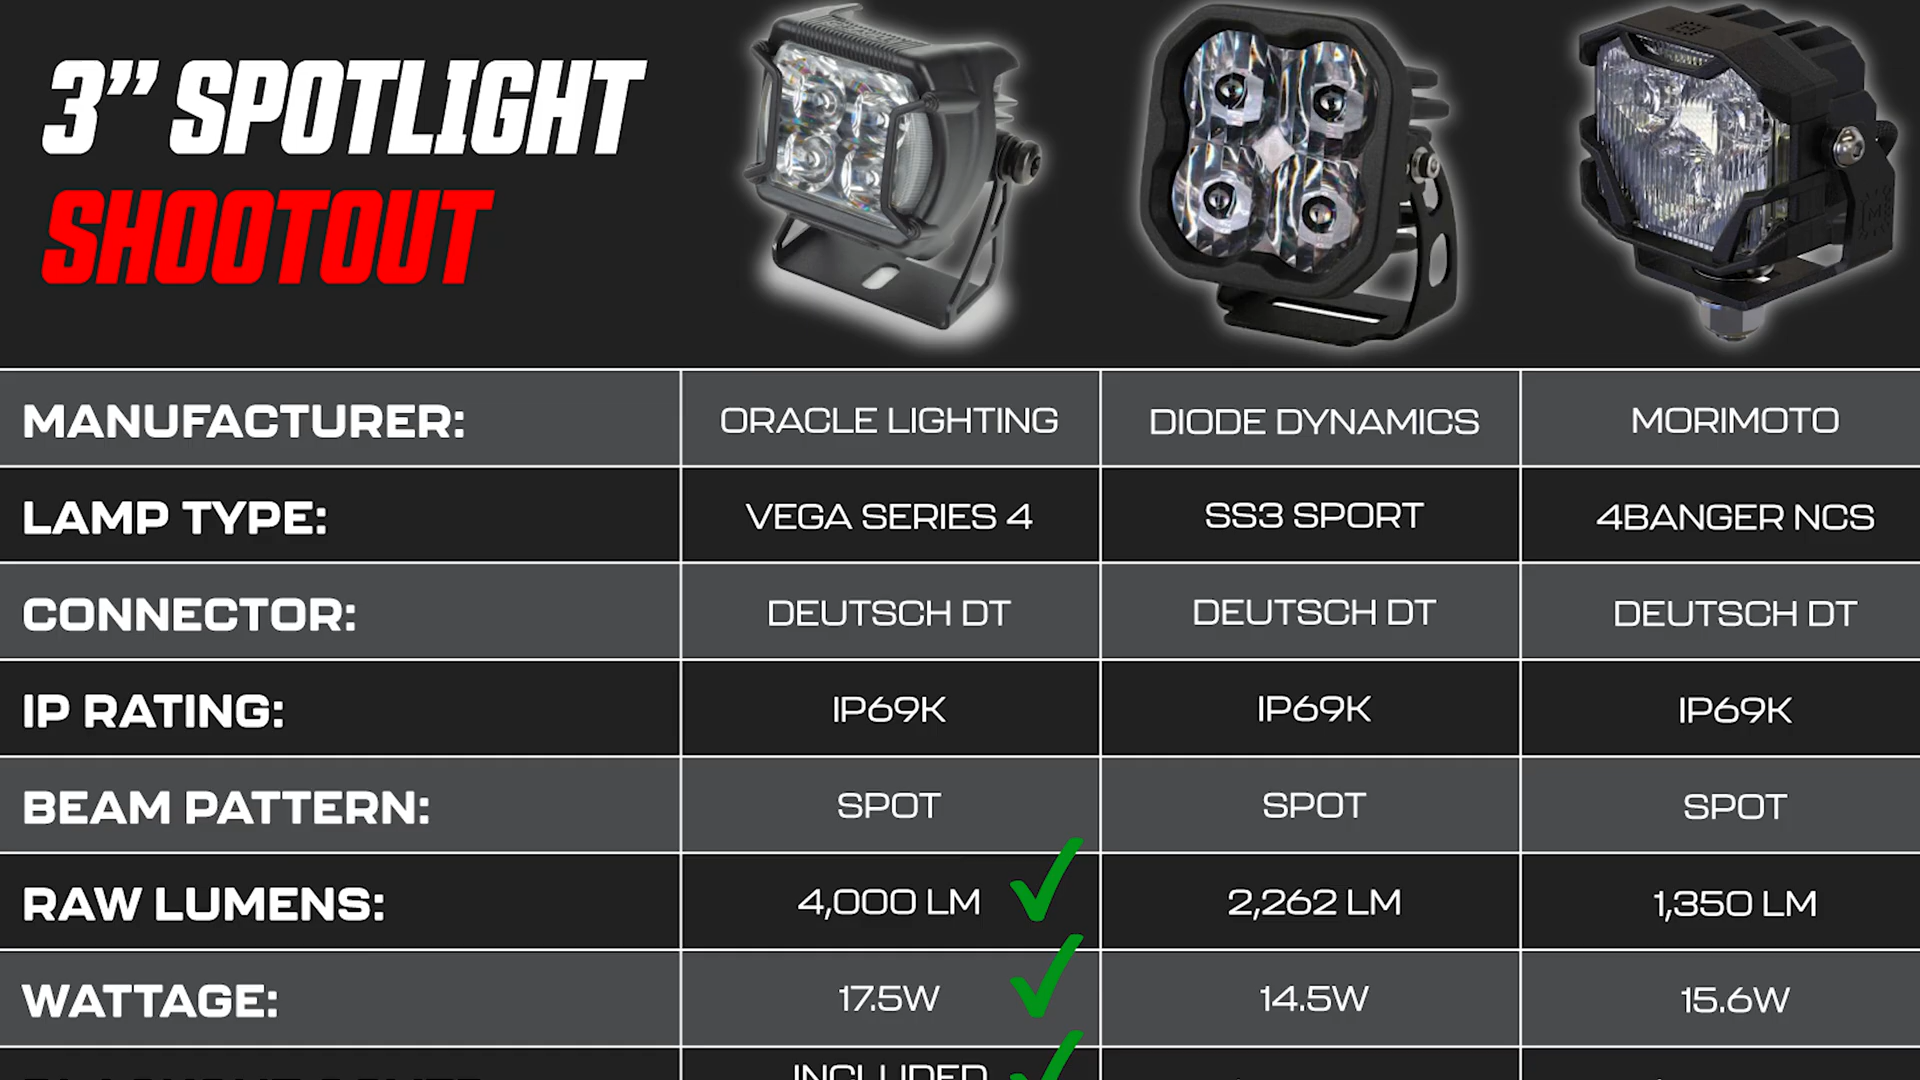 3” SPOTLIGHT
SHOOTOUT
MANUFACTURER: ORACLE LIGHTING DIODE DYNAMICS MORIMOTO
LAMP TYPE: VEGA SERIES 4 SS3 SPORT 4BANGER NCS
CONNECTOR: DEUTSCH DT DEUTSCH DT DEUTSCH DT
IP RATING: IP69K IP69K IP69K
BEAM PATTERN: SPOT SPOT SPOT
RAW LUMENS: 4,000 LM 2,262 LM 1,350 LM
WATTAGE: 17.5W 14.5W 15.6W
INCLUDED